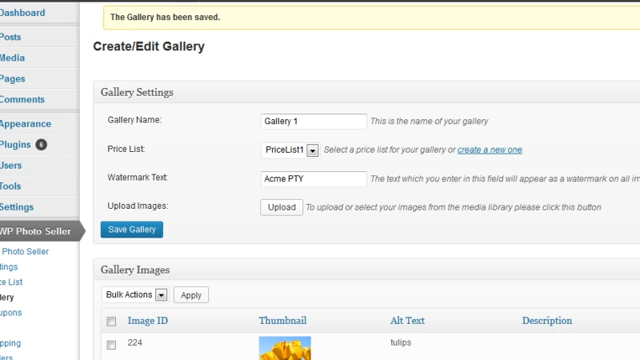 Dashboard
The Gallery has been saved.
Posts
Create/Edit Gallery
Media
Pages
Gallery Settings
Comments
Gallery Name: Gallery 1 This is the name of your gallery
Appearance
Plugins 6
Price List: PriceList1 Select a price list for your gallery or create a new one.
Users
Watermark Text: Acme PTY The text which you enter in this field will appear as a watermark on all im
Tools
Settings
Upload Images: Upload To upload or select your images from the media library please click this button
WP Photo Seller
Save Gallery
Photo Seller
tings
ce List
Gallery Images
lery
Bulk Actions Apply
upons
Image ID Thumbnail Alt Text Description
pping
224 tulips
ers